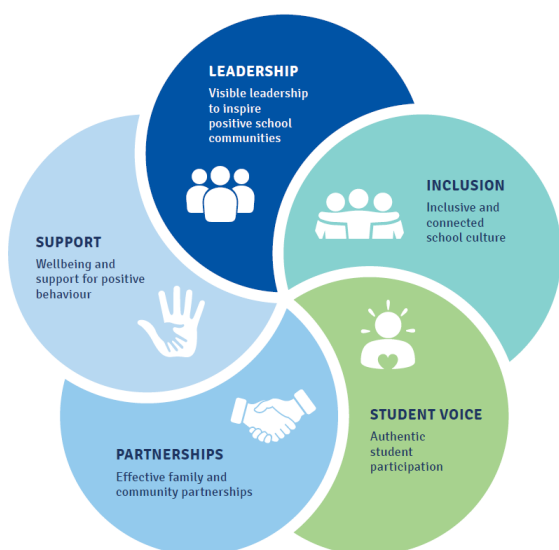 LEADERSHIP
Visible leadership
to inspire
positive school
communities
INCLUSION
Inclusive and
connected
school culture
SUPPORT
Wellbeing and
support for positive
behaviour
STUDENT VOICE
Authentic
student
participation
PARTNERSHIPS
Effective family and
community partnerships